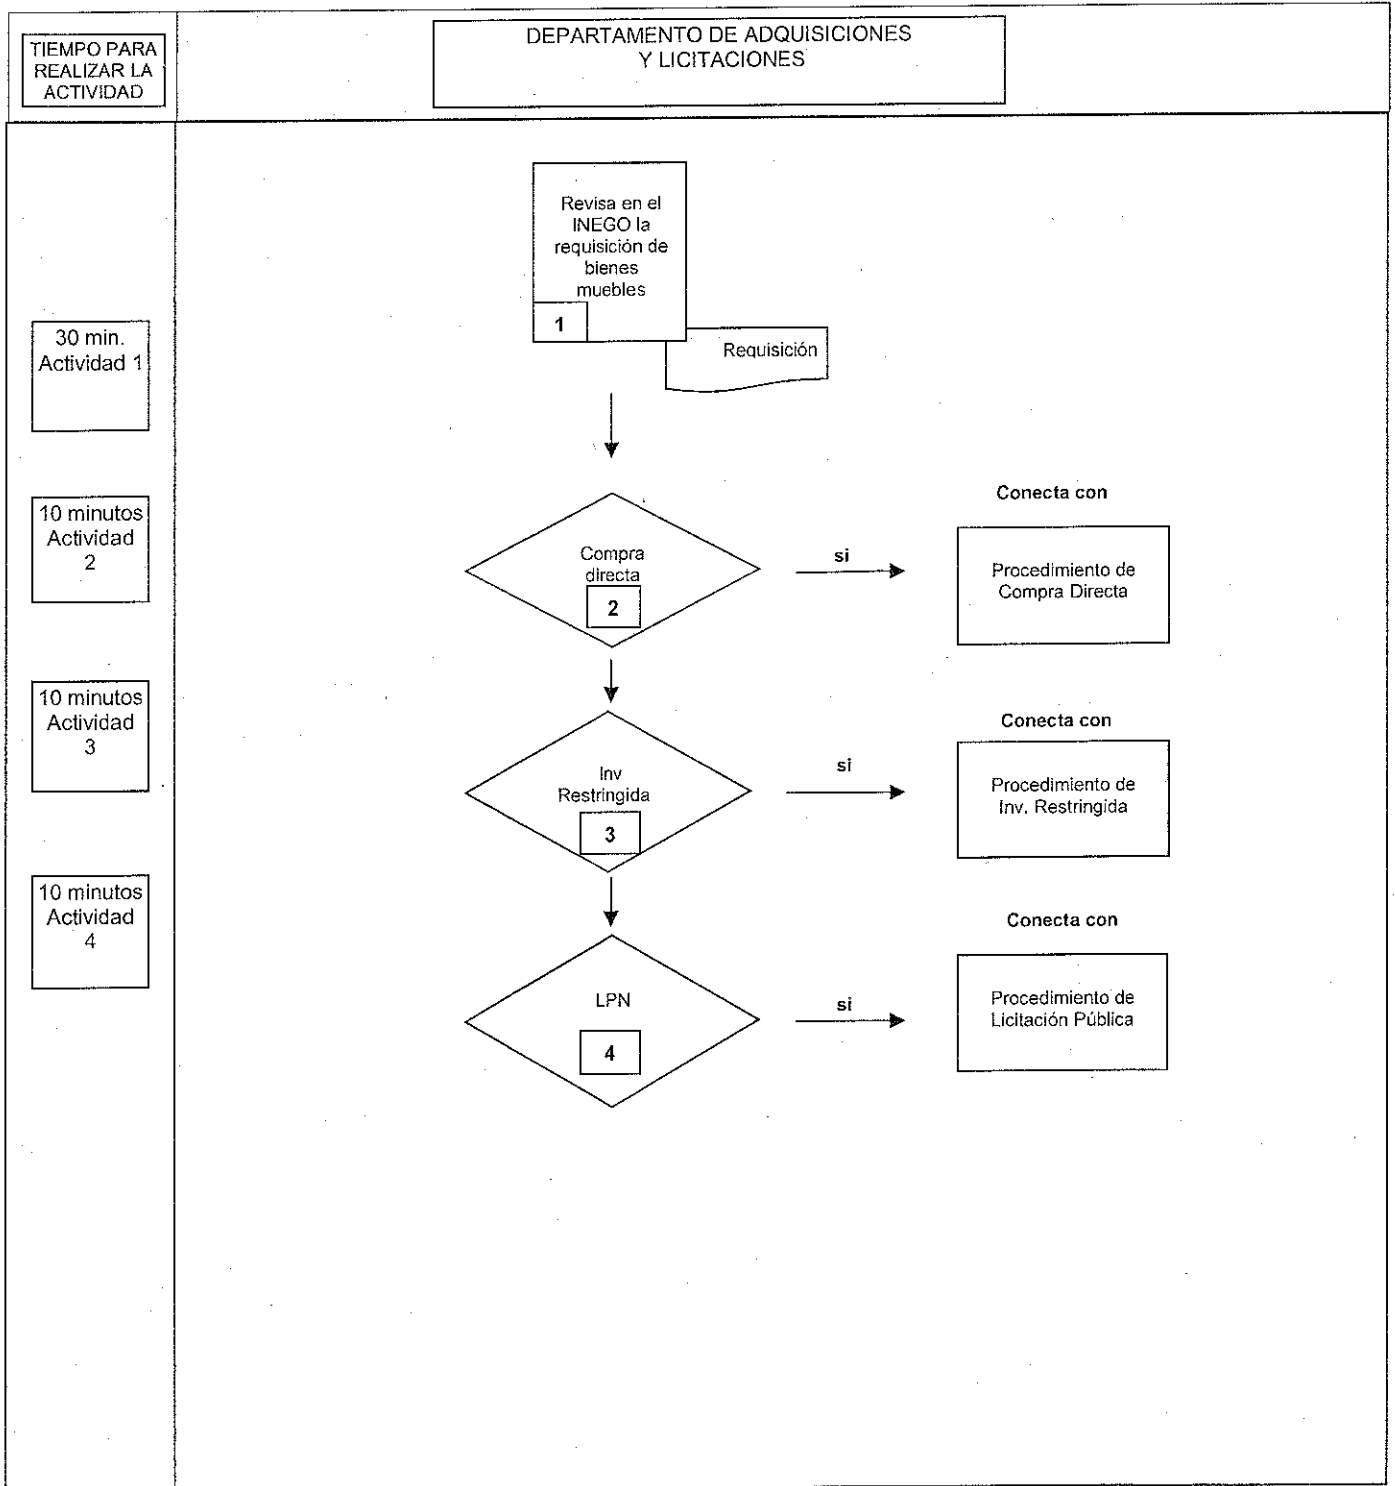 TIEMPO PARA
REALIZAR LA
ACTIVIDAD
DEPARTAMENTO DE ADQUISICIONES
Y LICITACIONES
Revisa en el
INEGO la
requisición de
bienes
muebles
1
Requisición
30 min.
Actividad 1
10 minutos
Actividad
2
Compra
directa
2
si
Conecta con
Procedimiento de
Compra Directa
10 minutos
Actividad
3
Inv
Restringida
3
si
Conecta con
Procedimiento de
Inv. Restringida
10 minutos
Actividad
4
LPN
4
si
Conecta con
Procedimiento de
Licitación Pública